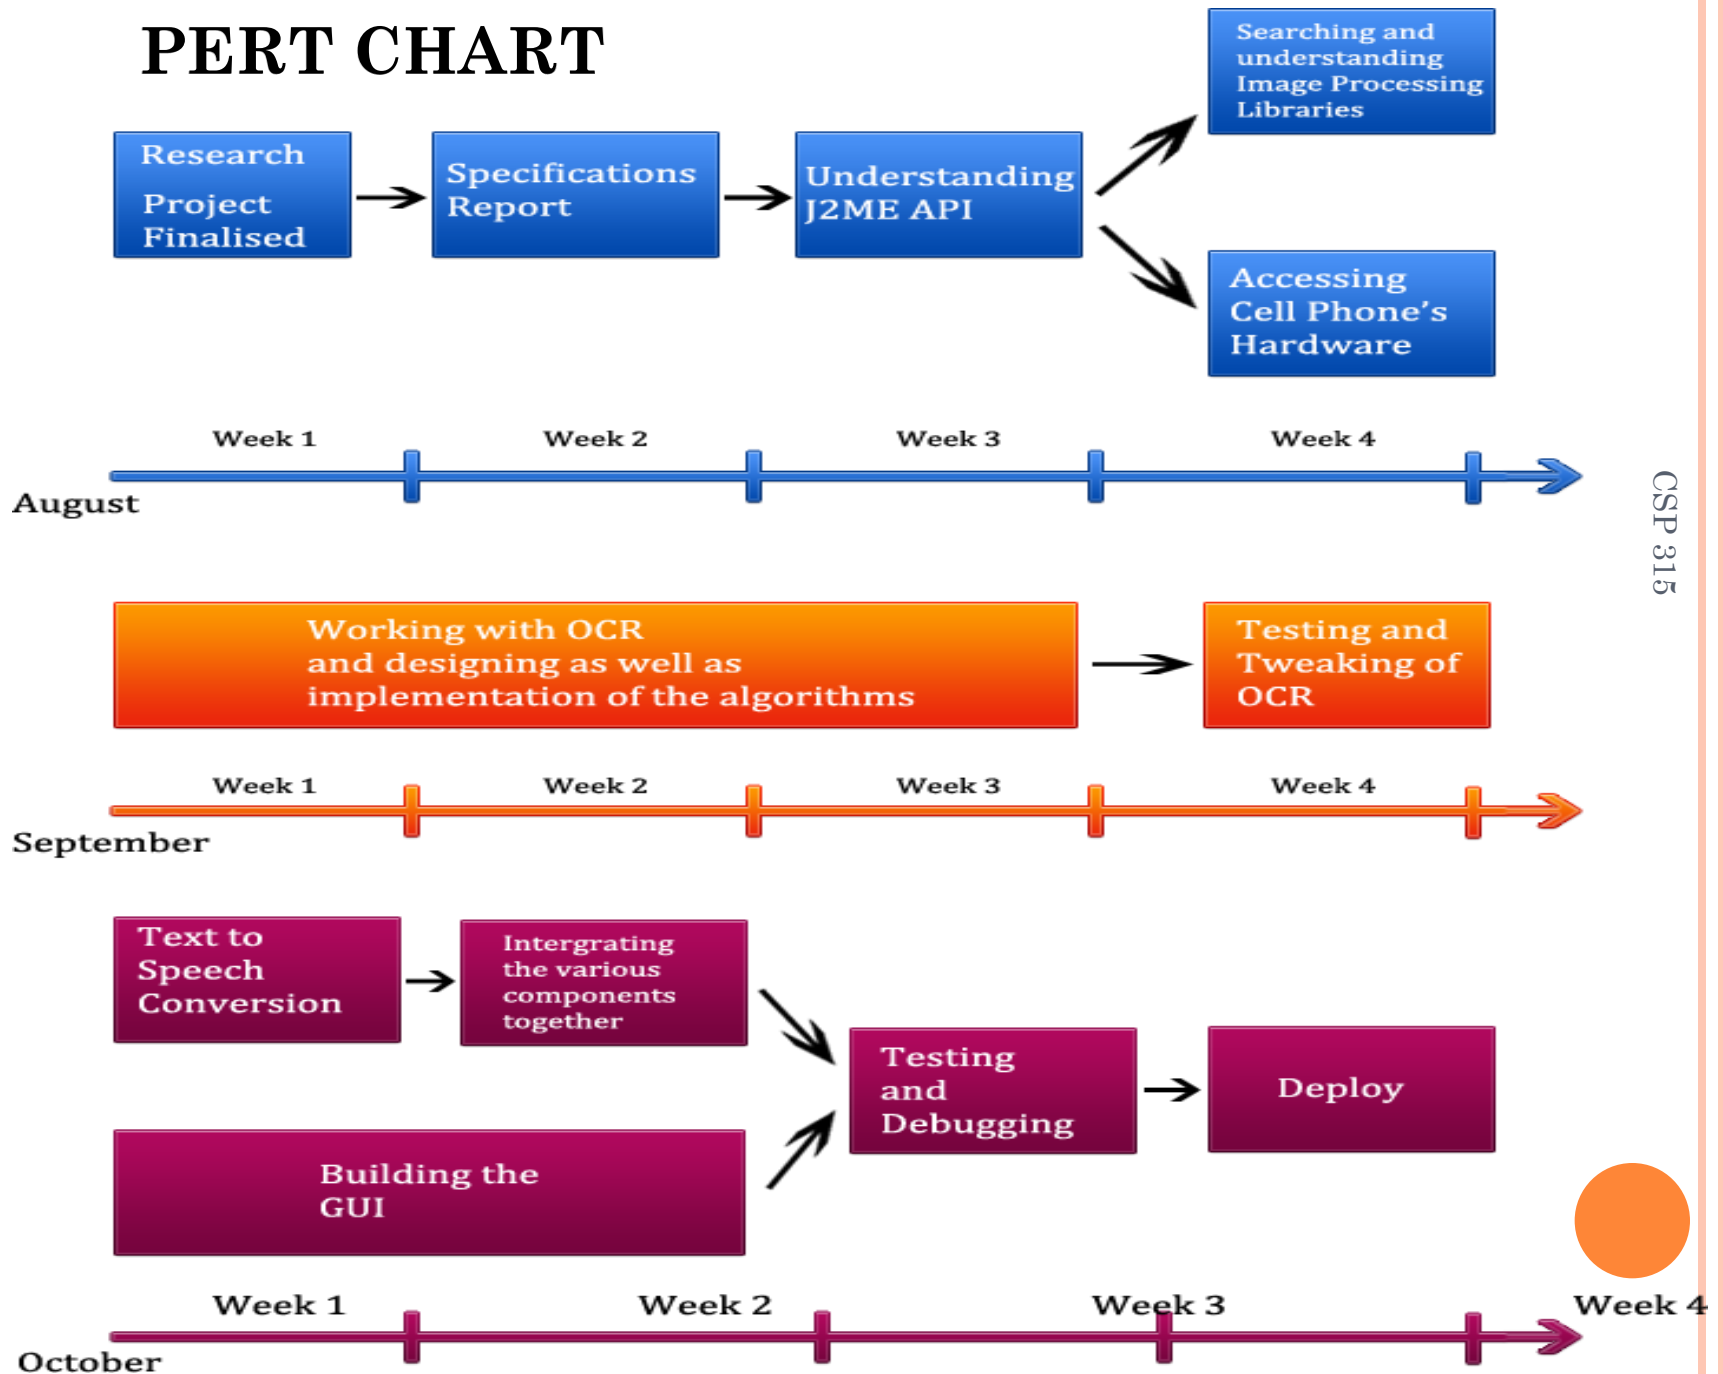 PERT CHART
Searching and
understanding
Image Processing
Libraries
Research
Project
Finalised
Specifications
Report
Understanding
J2ME API
Accessing
Cell Phone's
Hardware
Week 1
Week 2
Week 3
Week 4
August
CSP 315
Working with OCR
and designing as well as
implementation of the algorithms
Testing and
Tweaking of
OCR
Week 1
Week 2
Week 3
Week 4
September
Text to
Speech
Conversion
Intergrating
the various
components
together
Testing
and
Debugging
Deploy
Building the
GUI
Week 1
Week 2
Week 3
Week 4
October